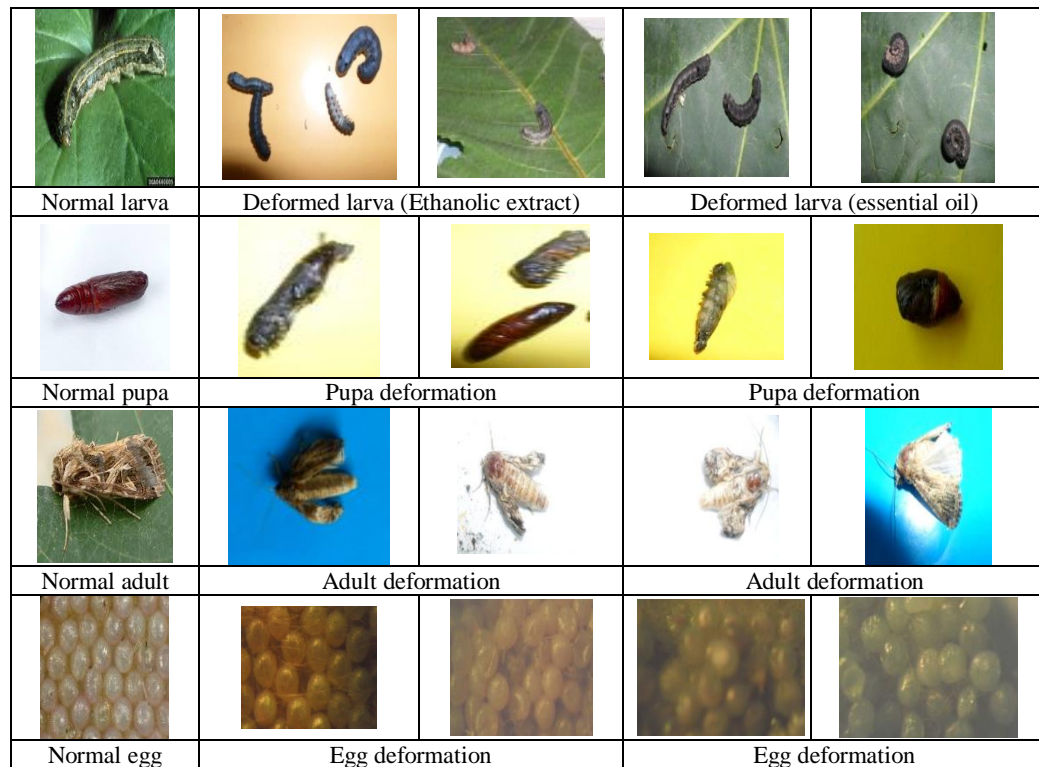 Normal larva
Deformed larva (Ethanolic extract)
Deformed larva (essential oil)
Normal pupa
Pupa deformation
Pupa deformation
Normal adult
Adult deformation
Adult deformation
Normal egg
Egg deformation
Egg deformation